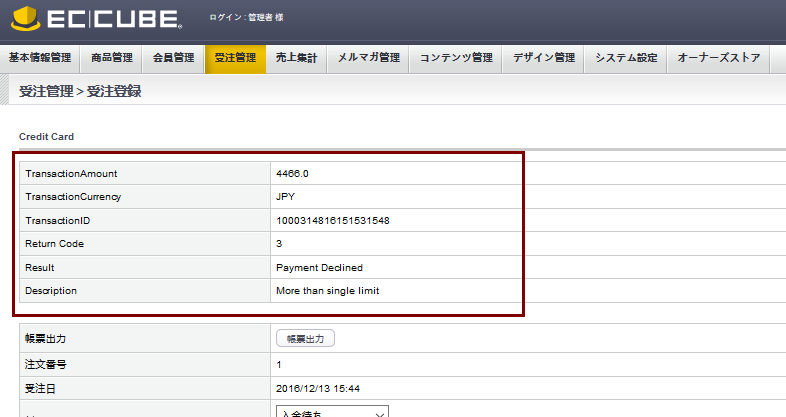 EC CUBE ® ログイン : 管理者 様
基本情報管理 商品管理 会員管理 受注管理 売上集計 メルマガ管理 コンテンツ管理 デザイン管理 システム設定 オーナーズストア
受注管理 > 受注登録
Credit Card
TransactionAmount 4466.0
TransactionCurrency JPY
TransactionID 1000314816151531548
Return Code 3
Result Payment Declined
Description More than single limit
帳票出力 帳票出力
注文番号 1
受注日 2016/12/13 15:44
入金待ち